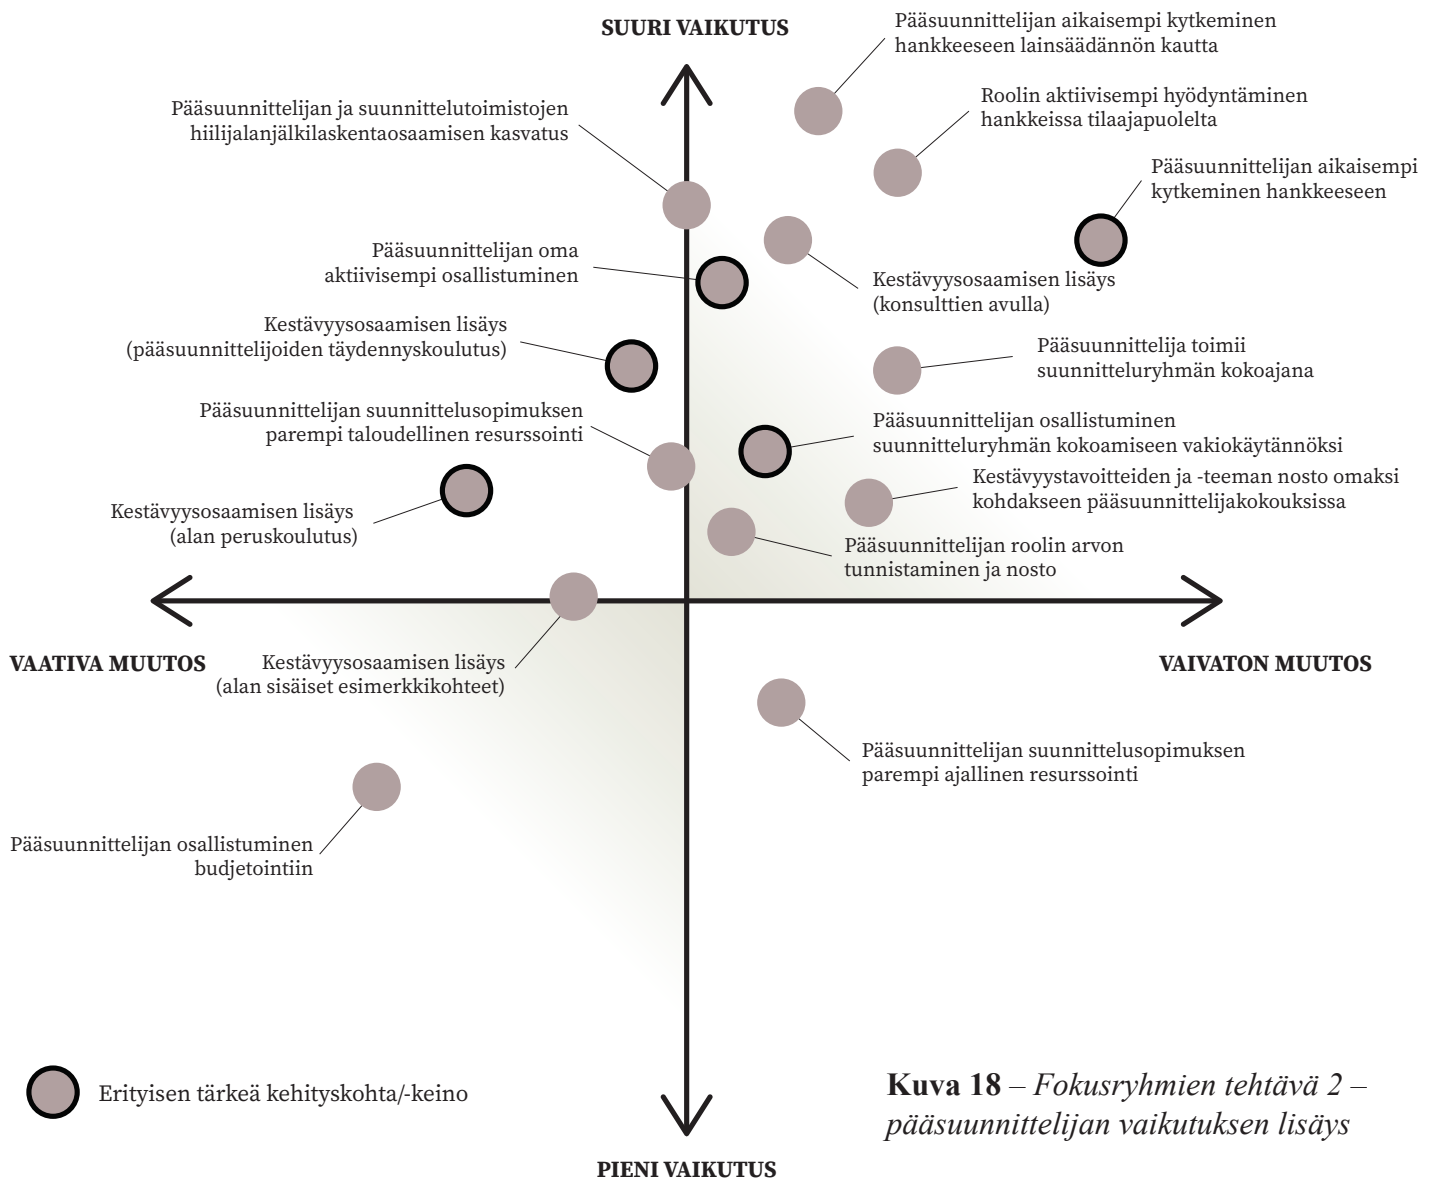 SUURI VAIKUTUS
Pääsuunnittelijan aikaisempi kytkeminen
hankkeeseen lainsäädännön kautta
Roolin aktiivisempi hyödyntäminen
hankkeissa tilaajapuolelta
Pääsuunnittelijan ja suunnittelutoimistojen
hiilijalanjälkilaskentaosaamisen kasvatus
Pääsuunnittelijan aikaisempi
kytkeminen hankkeeseen
Pääsuunnittelijan oma
aktiivisempi osallistuminen
Kestävyysosaamisen lisäys
(konsulttien avulla)
Kestävyysosaamisen lisäys
(pääsuunnittelijoiden täydennyskoulutus)
Pääsuunnittelija toimii
suunnitteluryhmän kokoajana
Pääsuunnittelijan suunnittelusopimuksen
parempi taloudellinen resurssointi
Pääsuunnittelijan osallistuminen
suunnitteluryhmän kokoamiseen vakiokäytännöksi
Kestävyystavoitteiden ja -teeman nosto omaksi
kohdakseen pääsuunnittelijakokouksissa
Kestävyysosaamisen lisäys
(alan peruskoulutus)
Pääsuunnittelijan roolin arvon
tunnistaminen ja nosto
VAATIVA MUUTOS
Kestävyysosaamisen lisäys
(alan sisäiset esimerkkikohteet)
VAIVATON MUUTOS
Pääsuunnittelijan suunnittelusopimuksen
parempi ajallinen resurssointi
Pääsuunnittelijan osallistuminen
budjetointiin
Erityisen tärkeä kehityskohta/-keino
Kuva 18 – Fokusryhmien tehtävä 2 –
pääsuunnittelijan vaikutuksen lisäys
PIENI VAIKUTUS